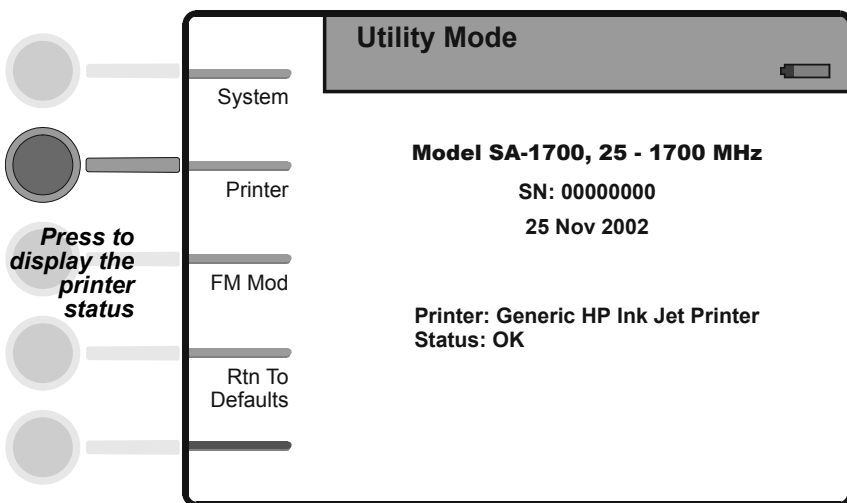 Utility Mode
System
Printer
FM Mod
Rtn To
Defaults
Press to
display the
printer
status
Model SA-1700, 25 - 1700 MHz
SN: 00000000
25 Nov 2002
Printer: Generic HP Ink Jet Printer
Status: OK